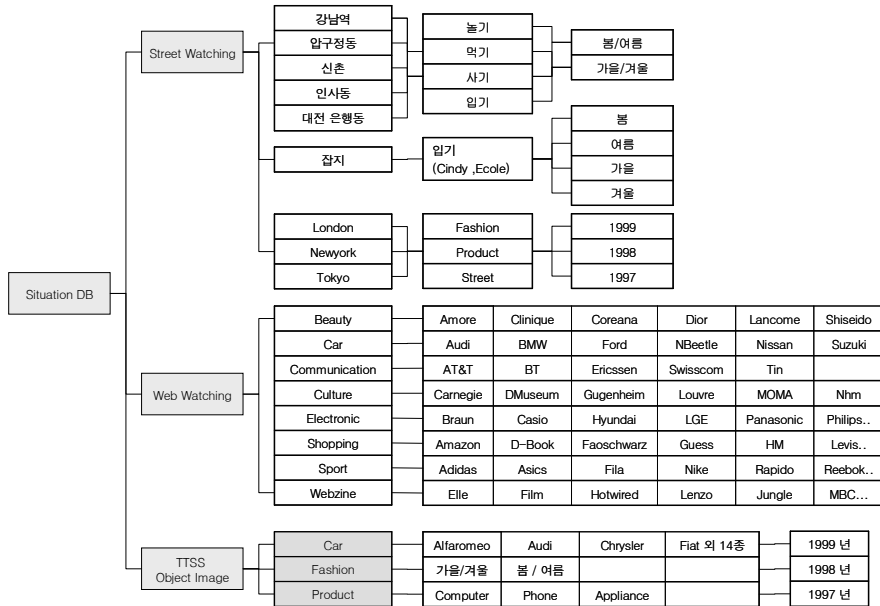 강남역
압구정동
신촌
인사동
대전 은행동
Street Watching
놀기
먹기
사기
입기
봄/여름
가을/겨울
잡지
입기
(Cindy ,Ecole)
봄
여름
가을
겨울
London Fashion 1999
Newyork Product 1998
Tokyo Street 1997
Situation DB
Web Watching
Beauty Amore Clinique Coreana Dior Lancome Shiseido
Car Audi BMW Ford NBeetle Nissan Suzuki
Communication AT&T BT Ericssen Swisscom Tin
Culture Carnegie DMuseum Gugenheim Louvre MOMA Nhm
Electronic Braun Casio Hyundai LGE Panasonic Philips..
Shopping Amazon D-Book Faoschwarz Guess HM Levis..
Sport Adidas Asics Fila Nike Rapido Reebok..
Webzine Elle Film Hotwired Lenzo Jungle MBC...
TTSS
Object Image
Car Alfaromeo Audi Chrysler Fiat 외 14종 1999 년
Fashion 가을/겨울 봄 / 여름 1998 년
Product Computer Phone Appliance 1997 년